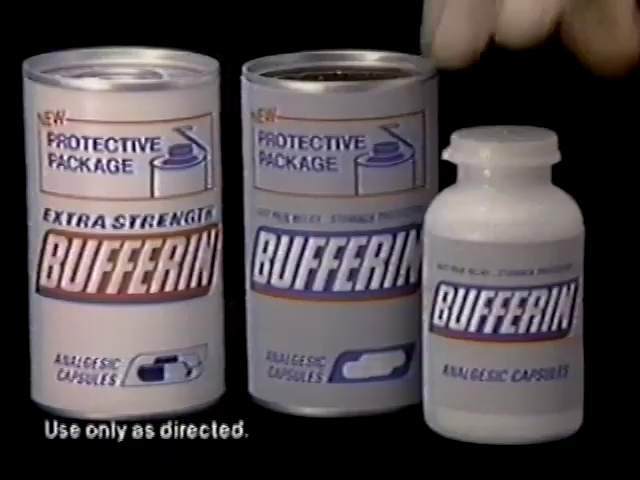 NEW
PROTECTIVE
PACKAGE
EXTRA STRENGTH
BUFFERIN
ANALGESIC
CAPSULES
NEW
PROTECTIVE
PACKAGE
BUFFERIN
ANALGESIC
CAPSULES
BUFFERIN
ANALGESIC CAPSULES
Use only as directed.